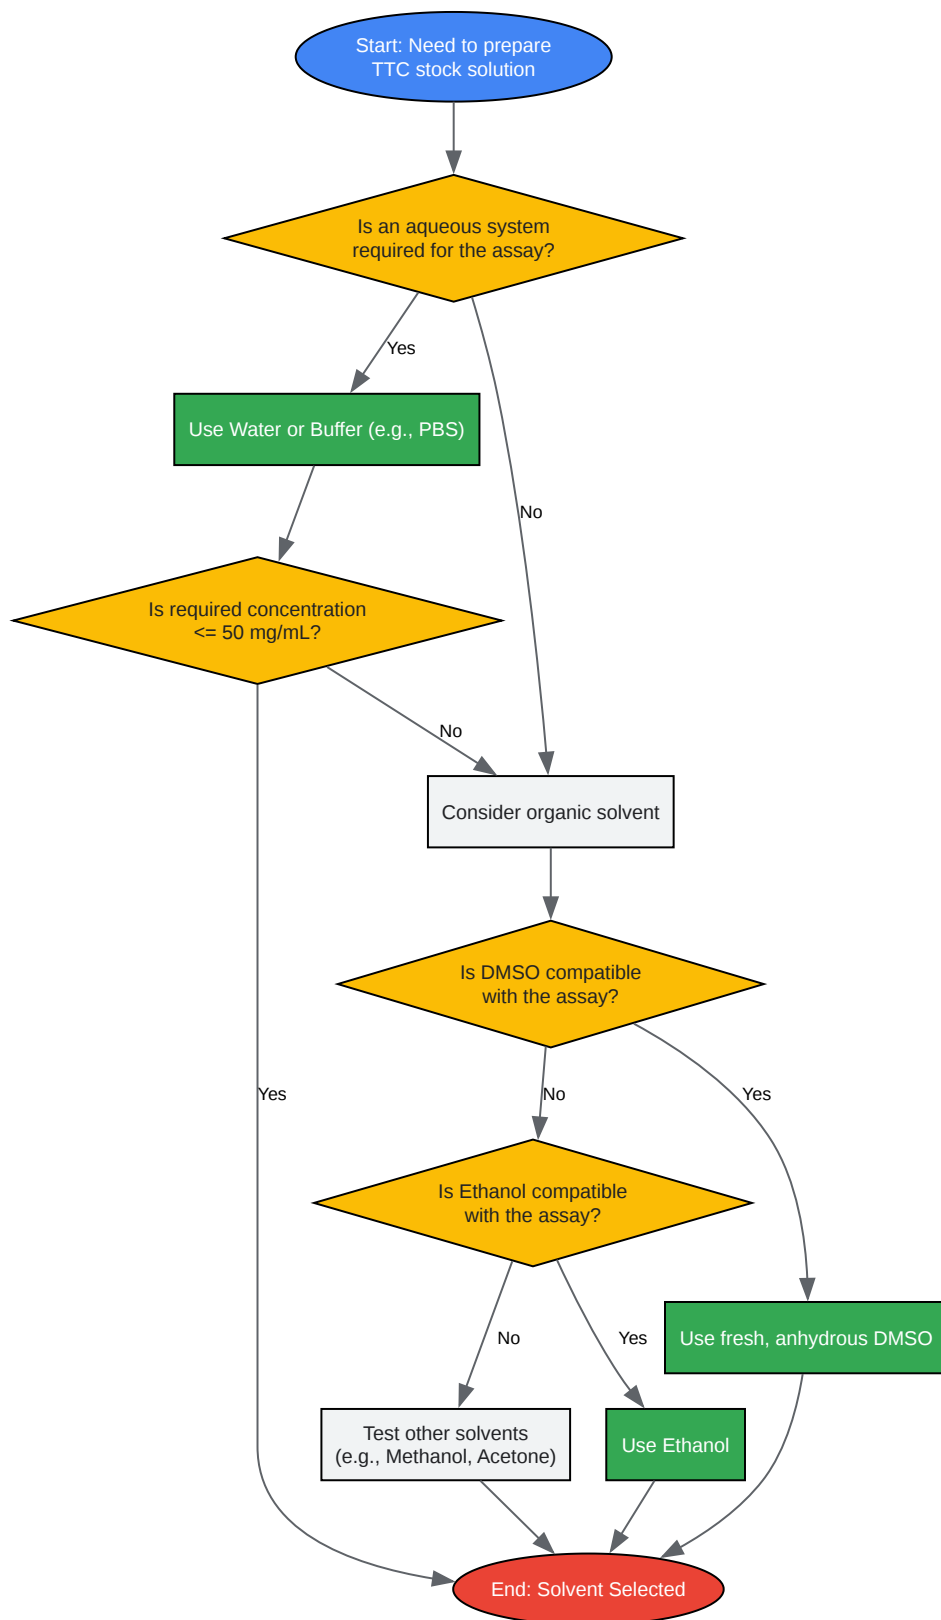 Start: Need to prepare
TTC stock solution
Is an aqueous system
required for the assay?
Yes
Use Water or Buffer (e.g., PBS)
No
Is required concentration
<= 50 mg/mL?
No
Consider organic solvent
Is DMSO compatible
with the assay?
Yes
No
Yes
Is Ethanol compatible
with the assay?
No
Yes
Use fresh, anhydrous DMSO
Test other solvents
(e.g., Methanol, Acetone)
Use Ethanol
End: Solvent Selected